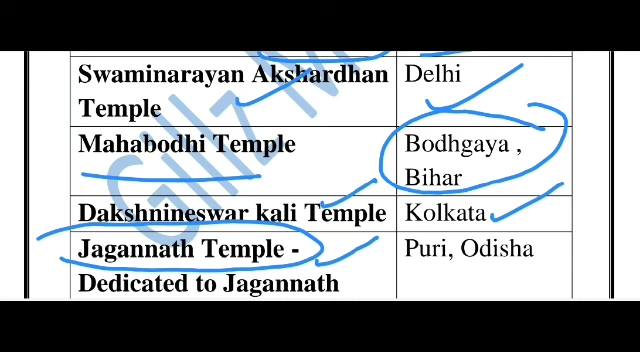 Swaminarayan Akshardhan Delhi
Temple
Mahabodhi Temple Bodhgaya ,
Bihar
Dakshnineswar kali Temple Kolkata
Jagannath Temple - Puri, Odisha
Dedicated to Jagannath
Gillz M